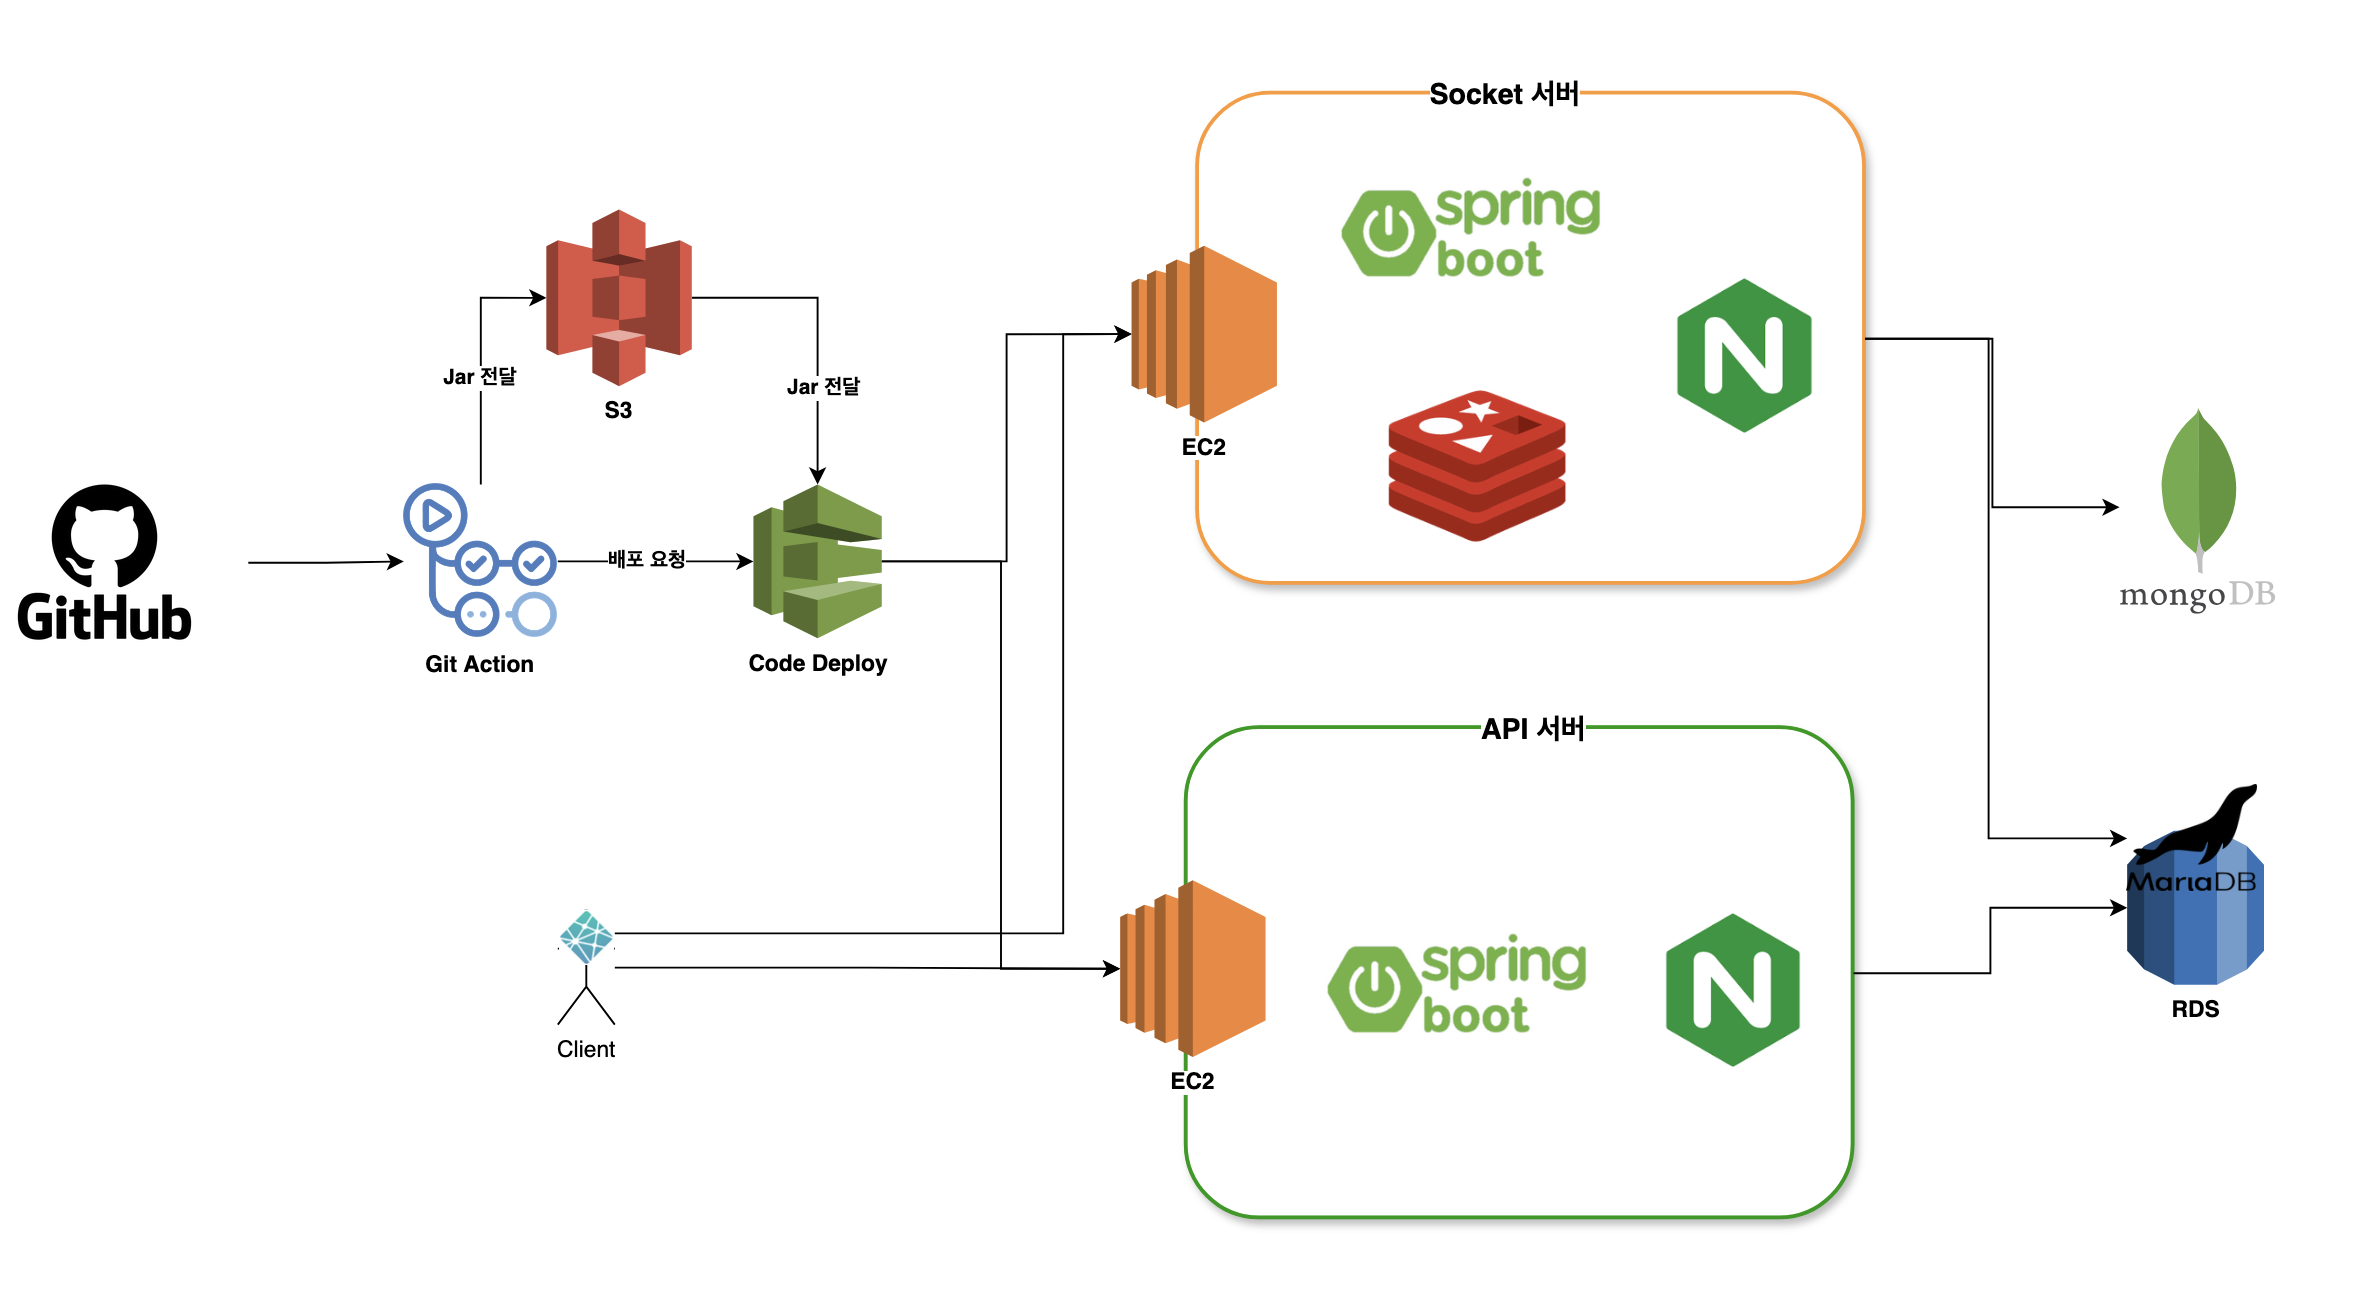 Socket 서버
spring
boot
Jar 전달
Jar 전달
S3
EC2
GitHub
배포 요청
Git Action
Code Deploy
mongoDB
API 서버
MariaDB
spring
boot
RDS
Client
EC2